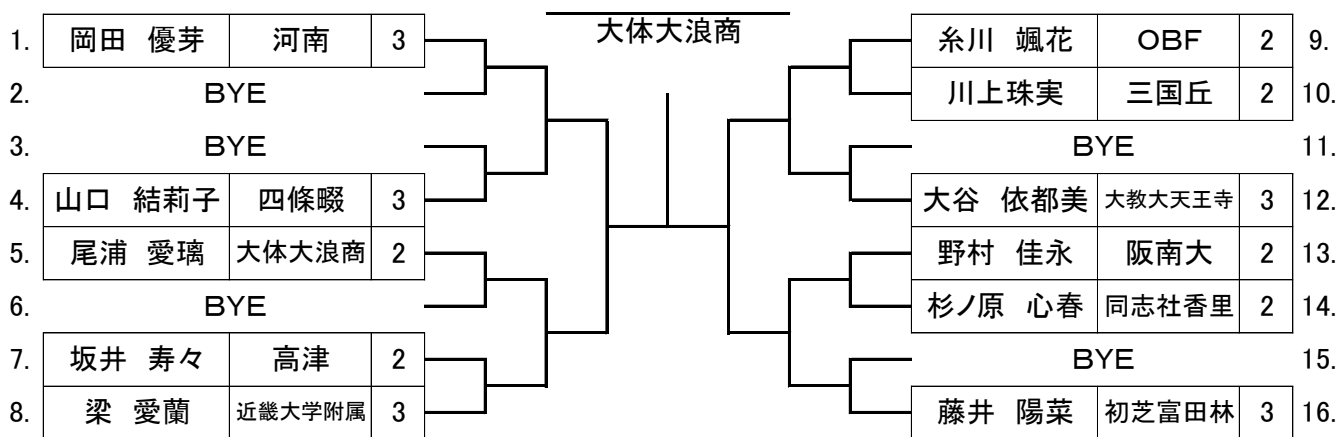 大体大浪商
1. 岡田 優芽 河南 3
2. BYE
3. BYE
4. 山口 結莉子 四條畷 3
5. 尾浦 愛璃 大体大浪商 2
6. BYE
7. 坂井 寿々 高津 2
8. 梁 愛蘭 近畿大学附属 3
糸川 颯花 OBF 2 9.
川上珠実 三国丘 2 10.
BYE 11.
大谷 依都美 大教大天王寺 3 12.
野村 佳永 阪南大 2 13.
杉ノ原 心春 同志社香里 2 14.
BYE 15.
藤井 陽菜 初芝富田林 3 16.